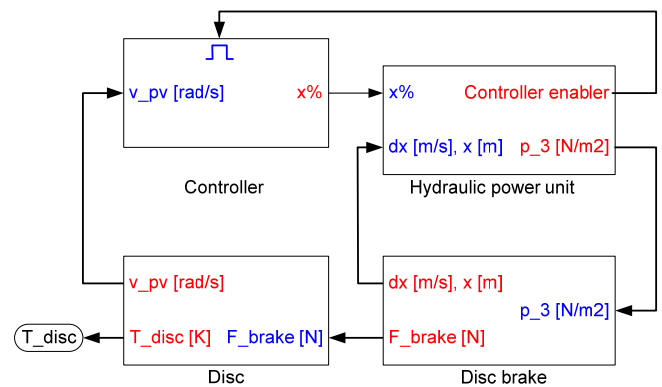 v_pv [rad/s] x%
x% Controller enabler
dx [m/s], x [m] p_3 [N/m2]
Controller
Hydraulic power unit
v_pv [rad/s]
T_disc [K] F_brake [N]
dx [m/s], x [m]
p_3 [N/m2]
F_brake [N]
T_disc
Disc
Disc brake